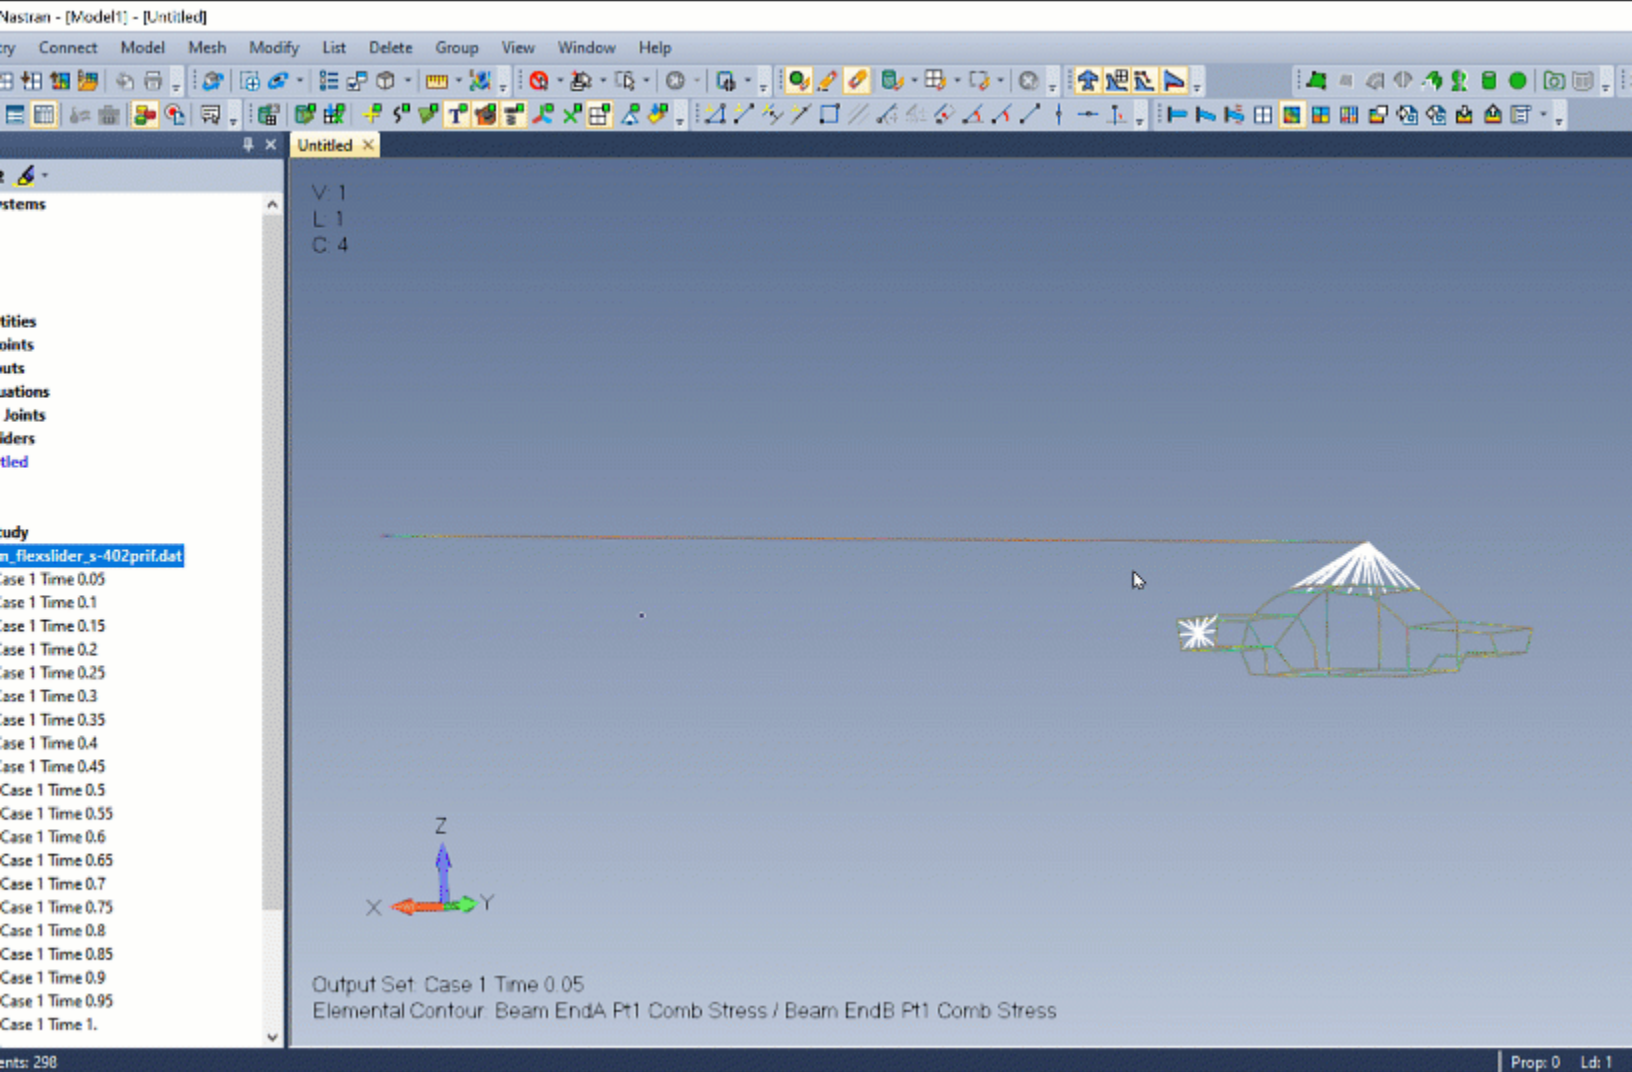 Nastran - [Model1] - [Untitled]
ry Connect Model Mesh Modify List Delete Group View Window Help
Untitled
V: 1
L: 1
C: 4
ystems
tities
oints
outs
uations
Joints
iders
tled
tudy
m_flexslider_s-402prif.dat
Case 1 Time 0.05
Case 1 Time 0.1
Case 1 Time 0.15
Case 1 Time 0.2
Case 1 Time 0.25
Case 1 Time 0.3
Case 1 Time 0.35
Case 1 Time 0.4
Case 1 Time 0.45
Case 1 Time 0.5
Case 1 Time 0.55
Case 1 Time 0.6
Case 1 Time 0.65
Case 1 Time 0.7
Case 1 Time 0.75
Case 1 Time 0.8
Case 1 Time 0.85
Case 1 Time 0.9
Case 1 Time 0.95
Case 1 Time 1.
Z
X Y
Output Set: Case 1 Time 0.05
Elemental Contour: Beam EndA Pt1 Comb Stress / Beam EndB Pt1 Comb Stress
ents: 298
Prop: 0 Ld: 1